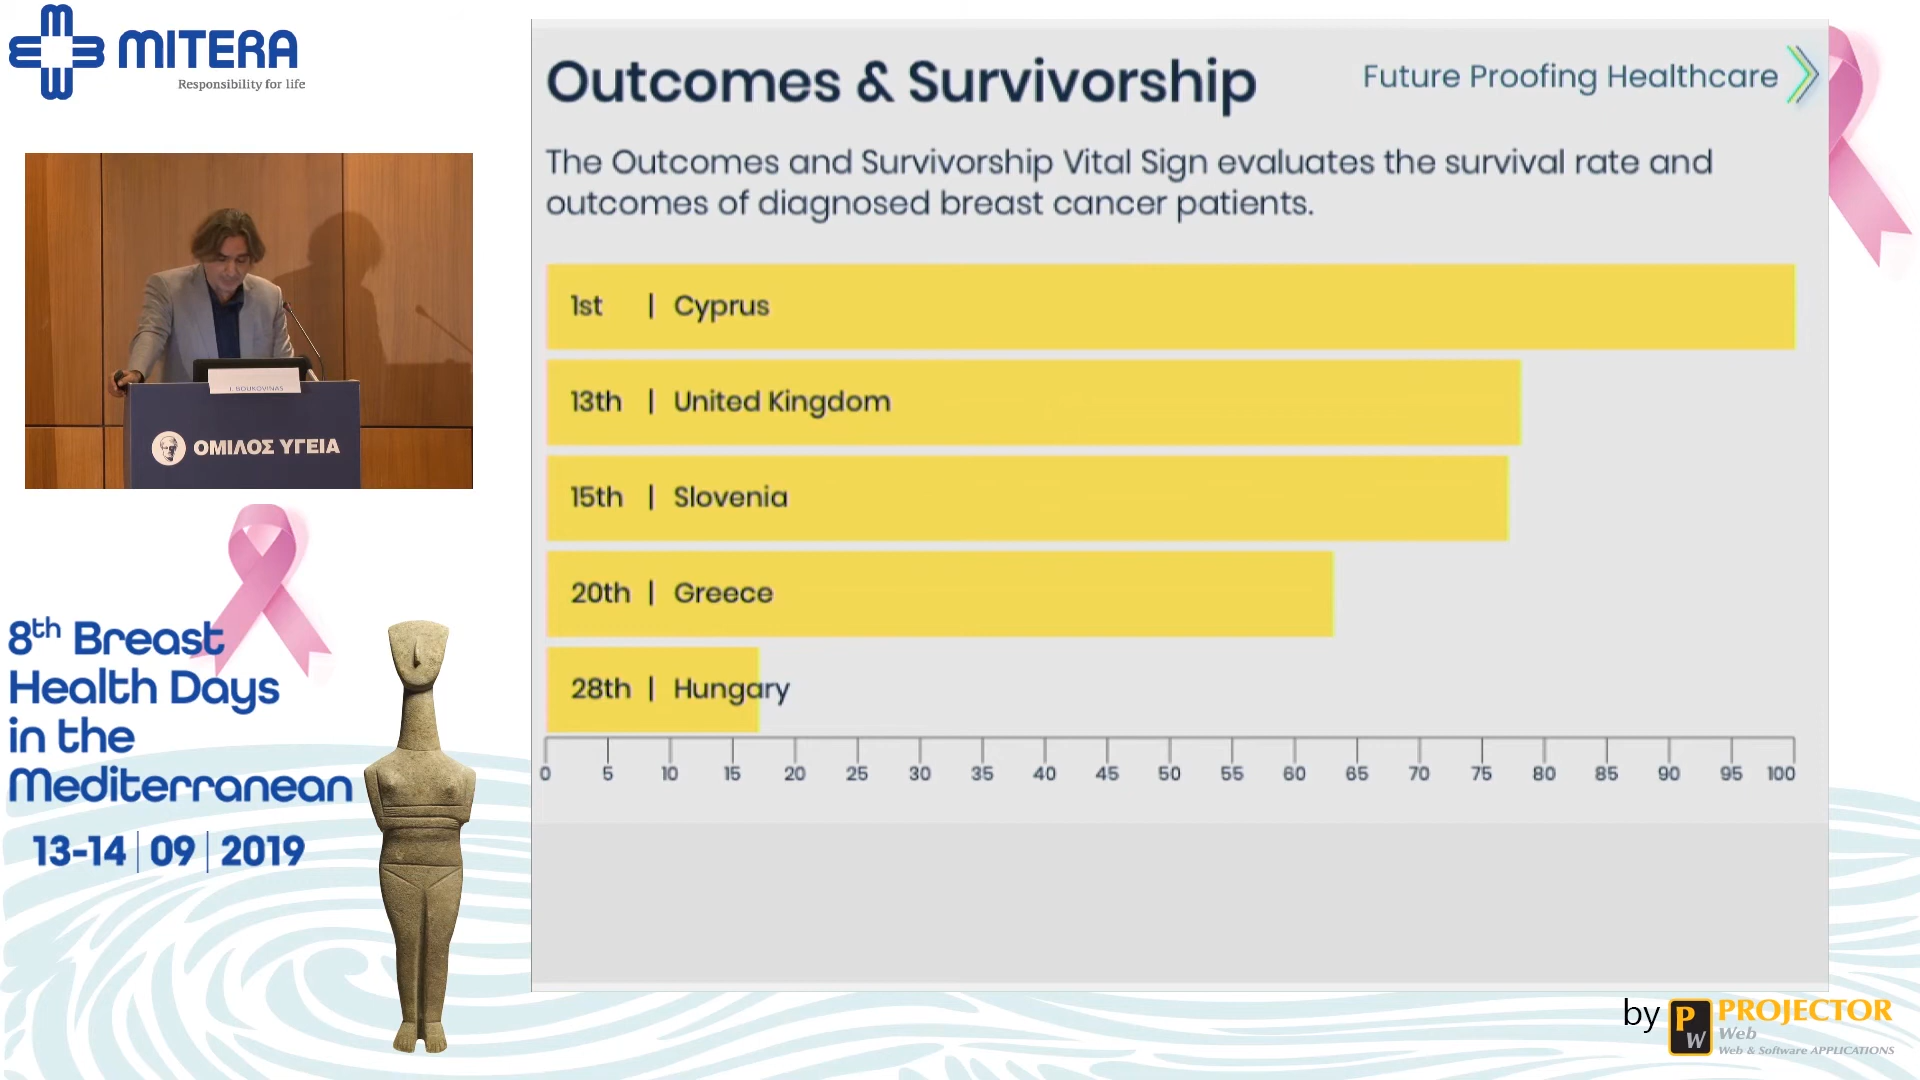 MITERA
Responsibility for life
I. BOUKOVINAS
ΟΜΙΛΟΣ ΥΓΕΙΑ
8th Breast
Health Days
in the
Mediterranean
13-14 | 09 | 2019
Outcomes & Survivorship
Future Proofing Healthcare
The Outcomes and Survivorship Vital Sign evaluates the survival rate and
outcomes of diagnosed breast cancer patients.
1st | Cyprus
13th | United Kingdom
15th | Slovenia
20th | Greece
28th | Hungary
0 5 10 15 20 25 30 35 40 45 50 55 60 65 70 75 80 85 90 95 100
by PW PROJECTOR
Web
Web & Software APPLICATIONS